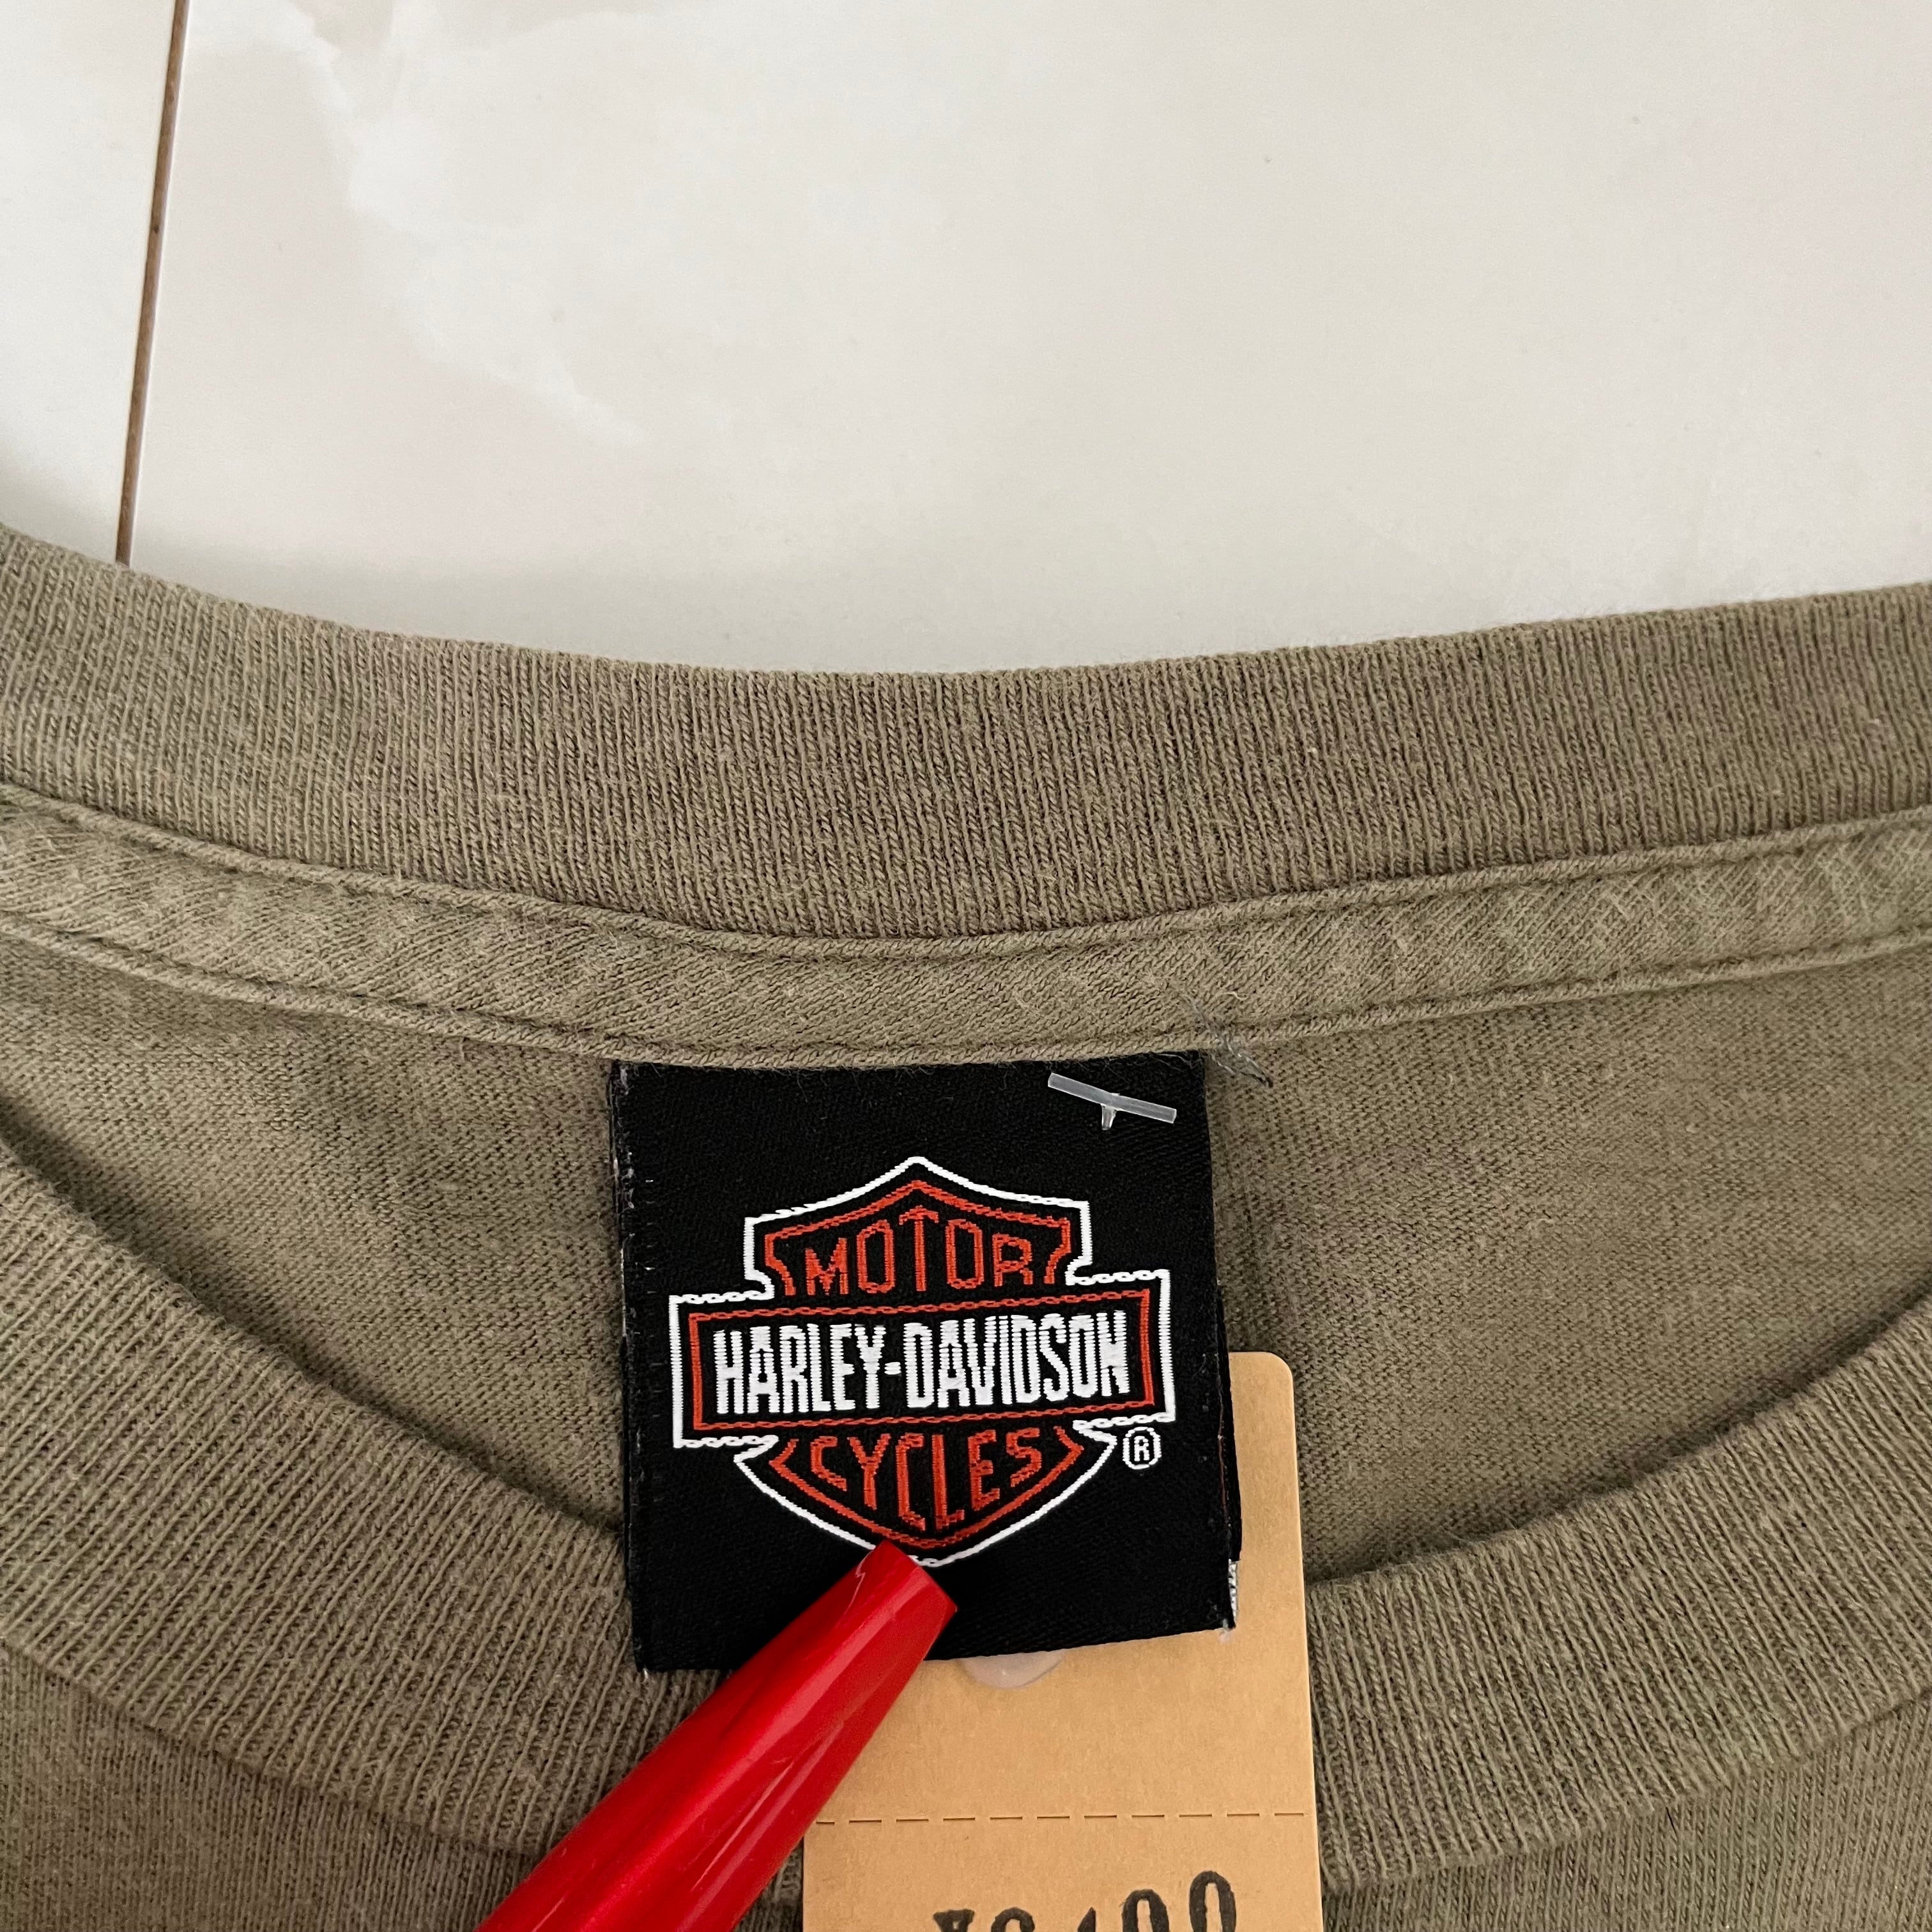 MOTOR
HARLEY-DAVIDSON
CYCLES
®